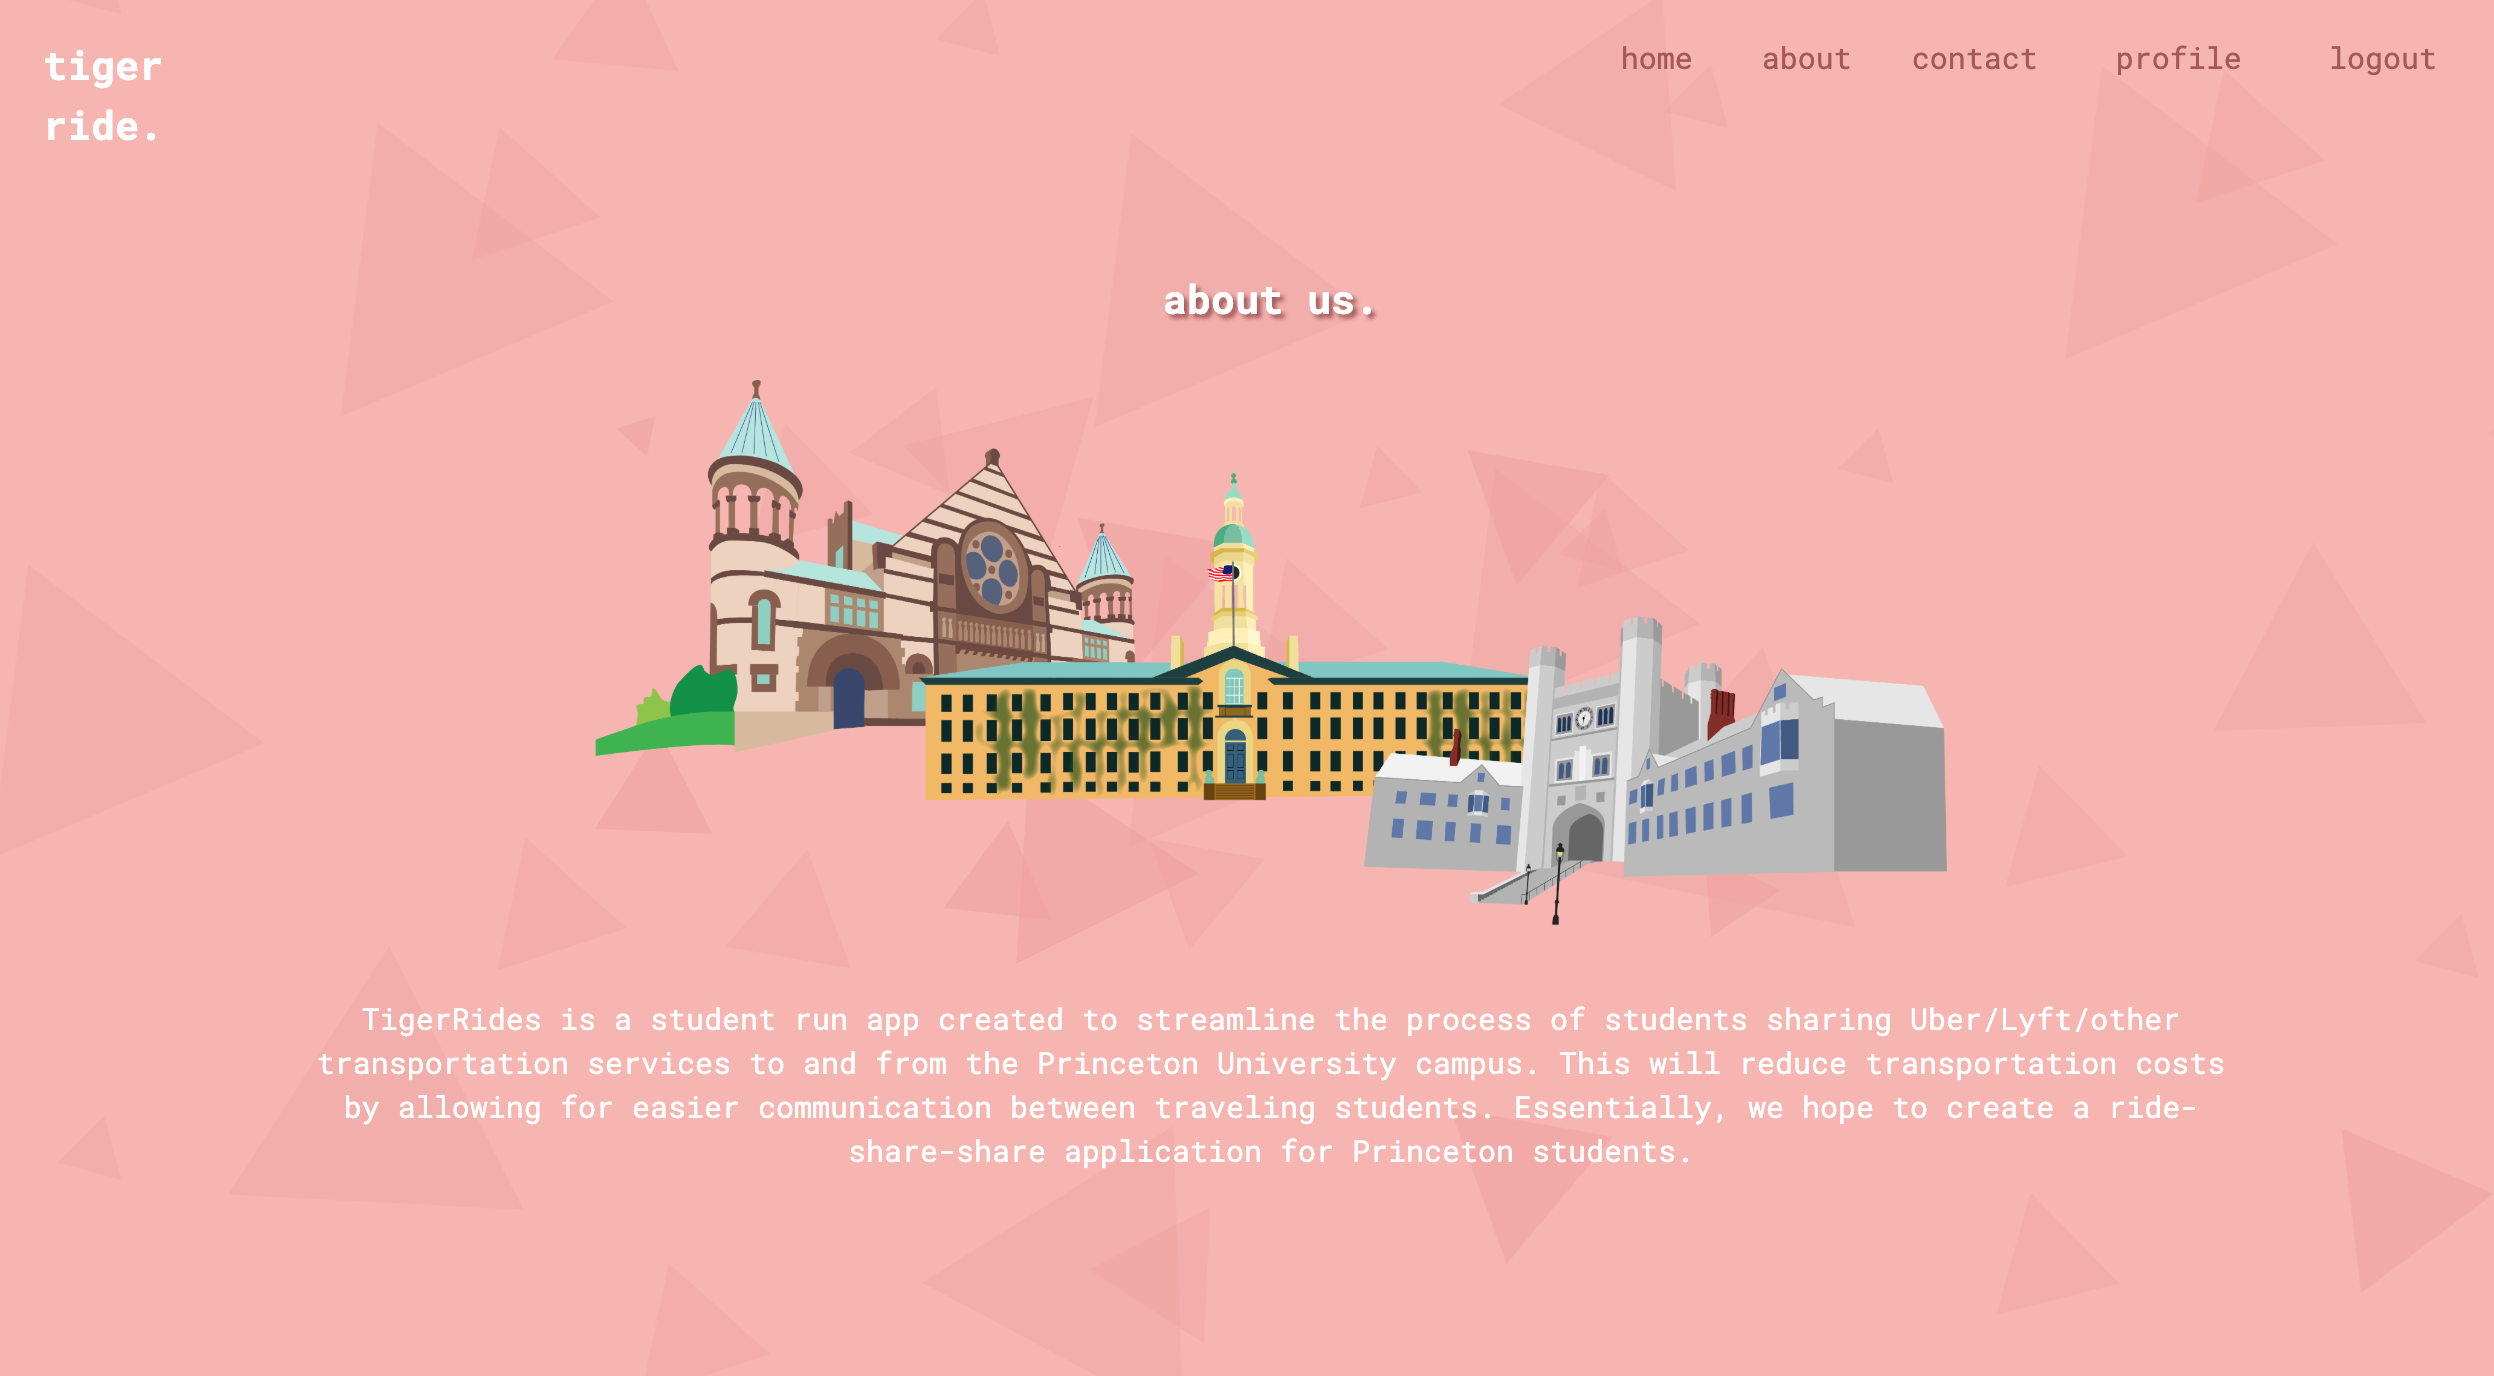 tiger
ride.
home about contact profile logout
about us.
TigerRides is a student run app created to streamline the process of students sharing Uber/Lyft/other
transportation services to and from the Princeton University campus. This will reduce transportation costs
by allowing for easier communication between traveling students. Essentially, we hope to create a ride-
share-share application for Princeton students.